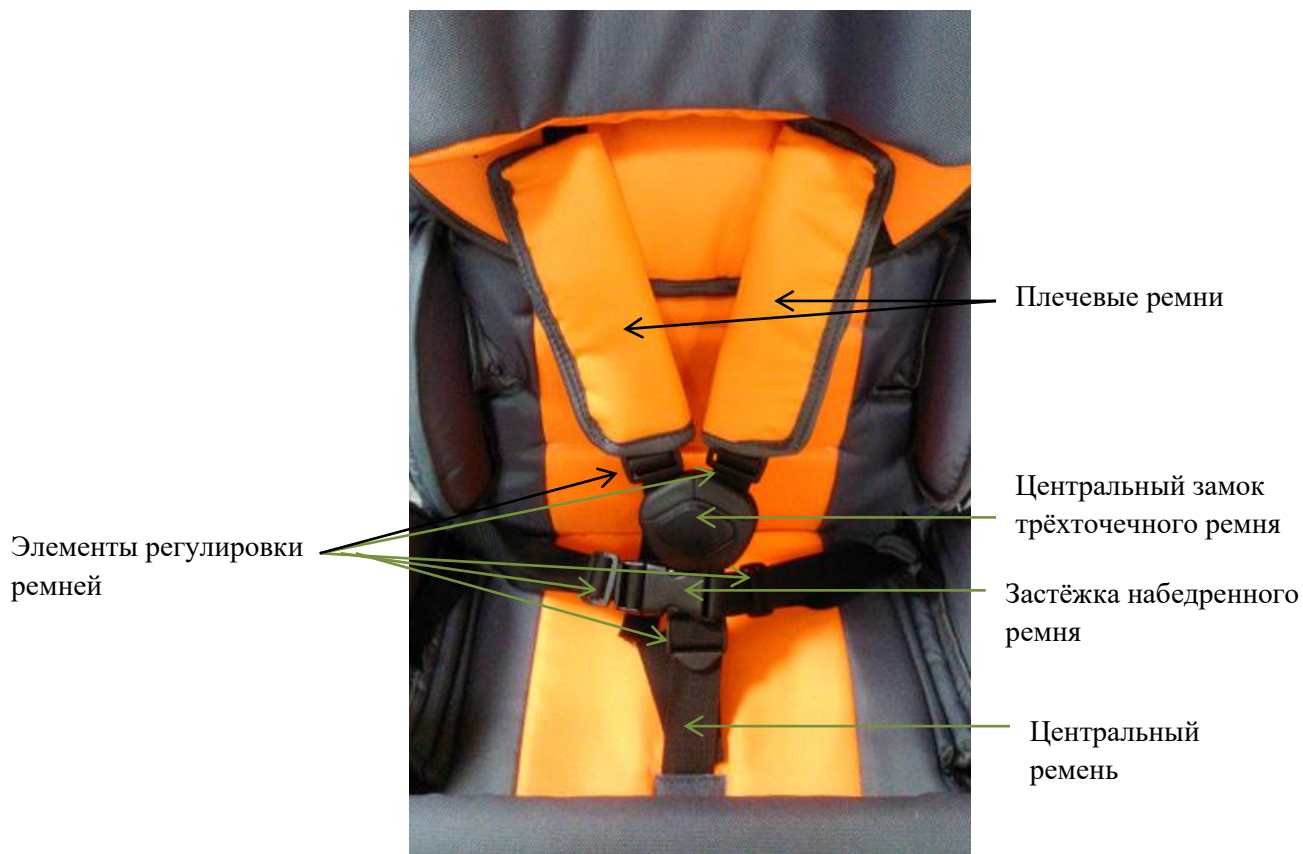 Плечевые ремни
Центральный замок
трёхточечного ремня
Элементы регулировки
ремней
Застёжка набедренного
ремня
Центральный
ремень